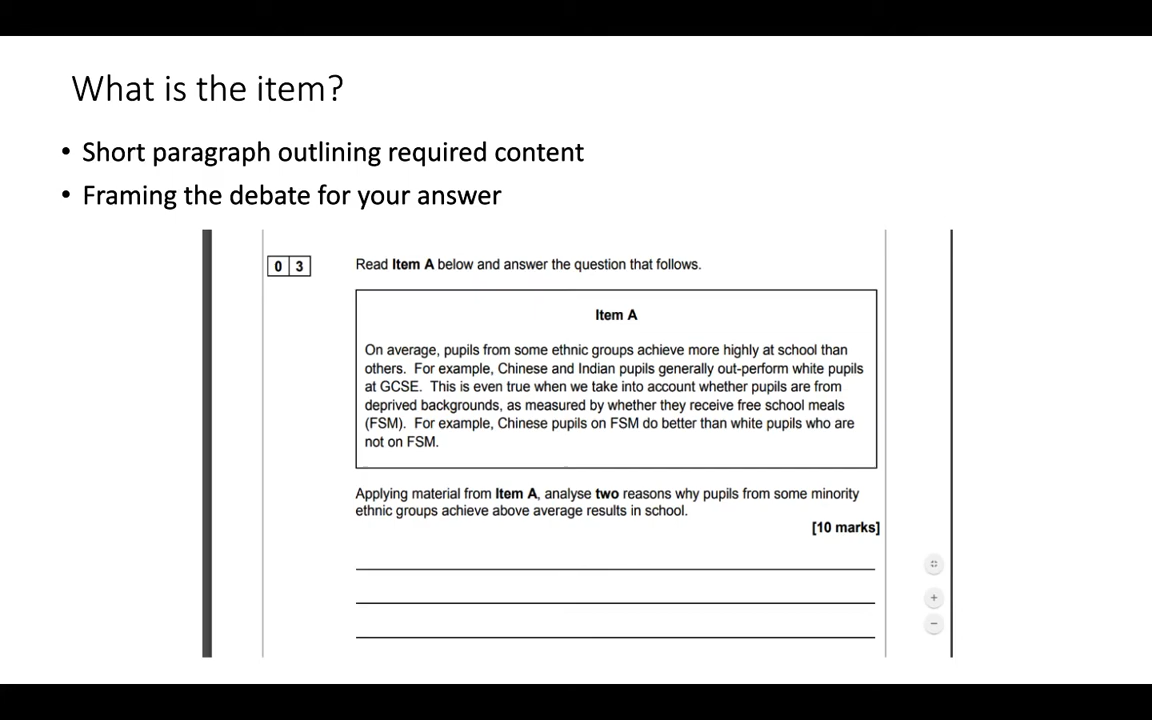 What is the item?
• Short paragraph outlining required content
• Framing the debate for your answer
0 3
Read Item A below and answer the question that follows.
Item A
On average, pupils from some ethnic groups achieve more highly at school than
others. For example, Chinese and Indian pupils generally out-perform white pupils
at GCSE. This is even true when we take into account whether pupils are from
deprived backgrounds, as measured by whether they receive free school meals
(FSM). For example, Chinese pupils on FSM do better than white pupils who are
not on FSM.
Applying material from Item A, analyse two reasons why pupils from some minority
ethnic groups achieve above average results in school.
[10 marks]